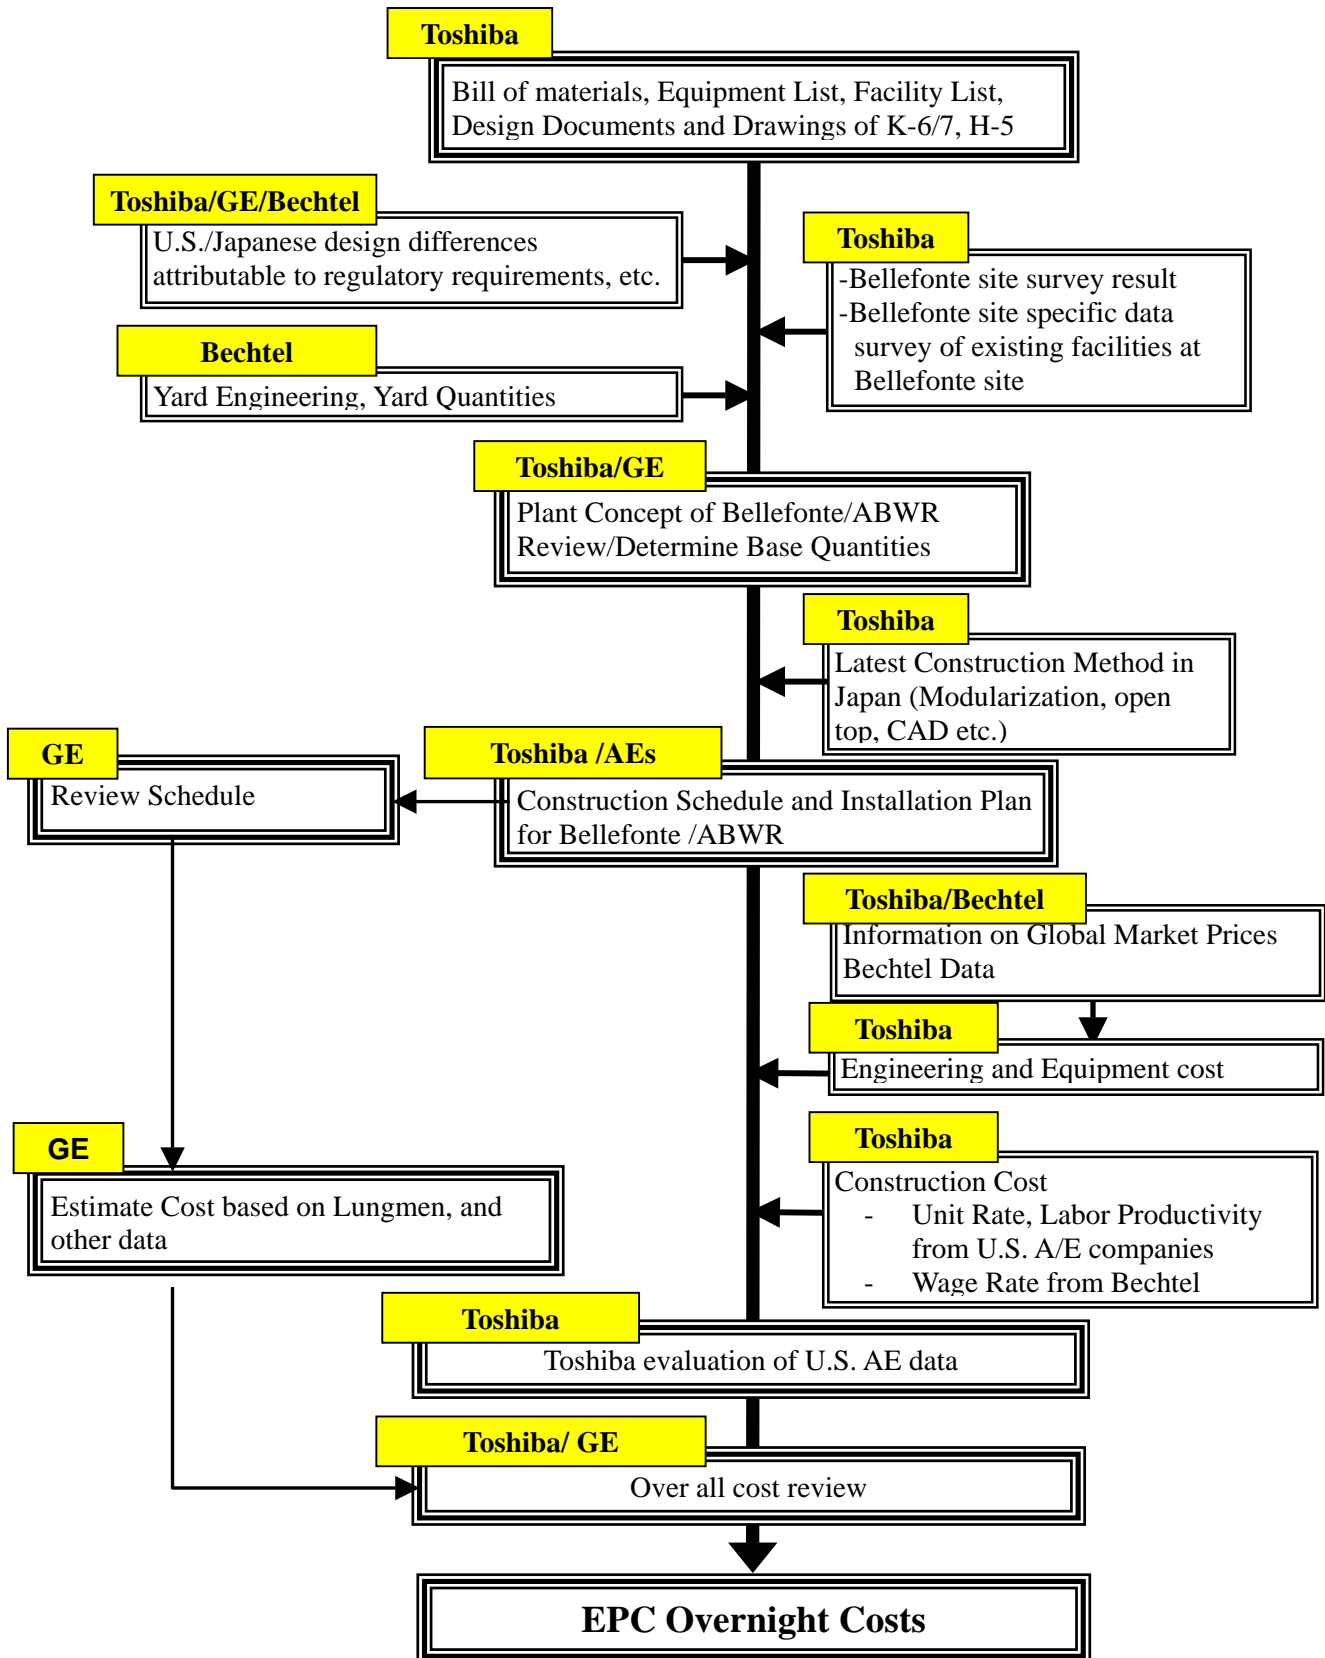 Toshiba
Bill of materials, Equipment List, Facility List,
Design Documents and Drawings of K-6/7, H-5
Toshiba/GE/Bechtel
U.S./Japanese design differences
attributable to regulatory requirements, etc.
Toshiba
-Bellefonte site survey result
-Bellefonte site specific data
survey of existing facilities at
Bellefonte site
Bechtel
Yard Engineering, Yard Quantities
Toshiba/GE
Plant Concept of Bellefonte/ABWR
Review/Determine Base Quantities
Toshiba
Latest Construction Method in
Japan (Modularization, open
top, CAD etc.)
GE
Review Schedule
Toshiba /AEs
Construction Schedule and Installation Plan
for Bellefonte /ABWR
Toshiba/Bechtel
Information on Global Market Prices
Bechtel Data
Toshiba
Engineering and Equipment cost
GE
Estimate Cost based on Lungmen, and
other data
Toshiba
Construction Cost
- Unit Rate, Labor Productivity
from U.S. A/E companies
- Wage Rate from Bechtel
Toshiba
Toshiba evaluation of U.S. AE data
Toshiba/ GE
Over all cost review
EPC Overnight Costs